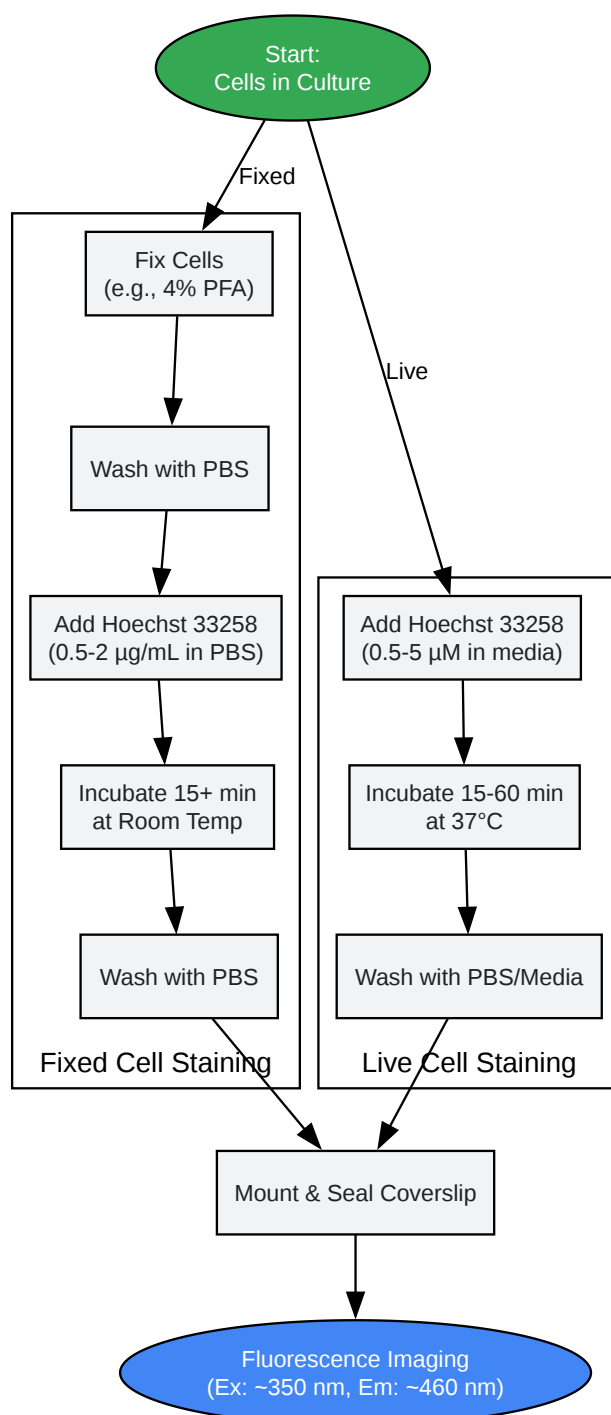 Start:
Cells in Culture
Fixed
Live
Fix Cells
(e.g., 4% PFA)
Wash with PBS
Add Hoechst 33258
(0.5-2 µg/mL in PBS)
Incubate 15+ min
at Room Temp
Wash with PBS
Fixed Cell Staining
Add Hoechst 33258
(0.5-5 µM in media)
Incubate 15-60 min
at 37°C
Wash with PBS/Media
Live Cell Staining
Mount & Seal Coverslip
Fluorescence Imaging
(Ex: ~350 nm, Em: ~460 nm)